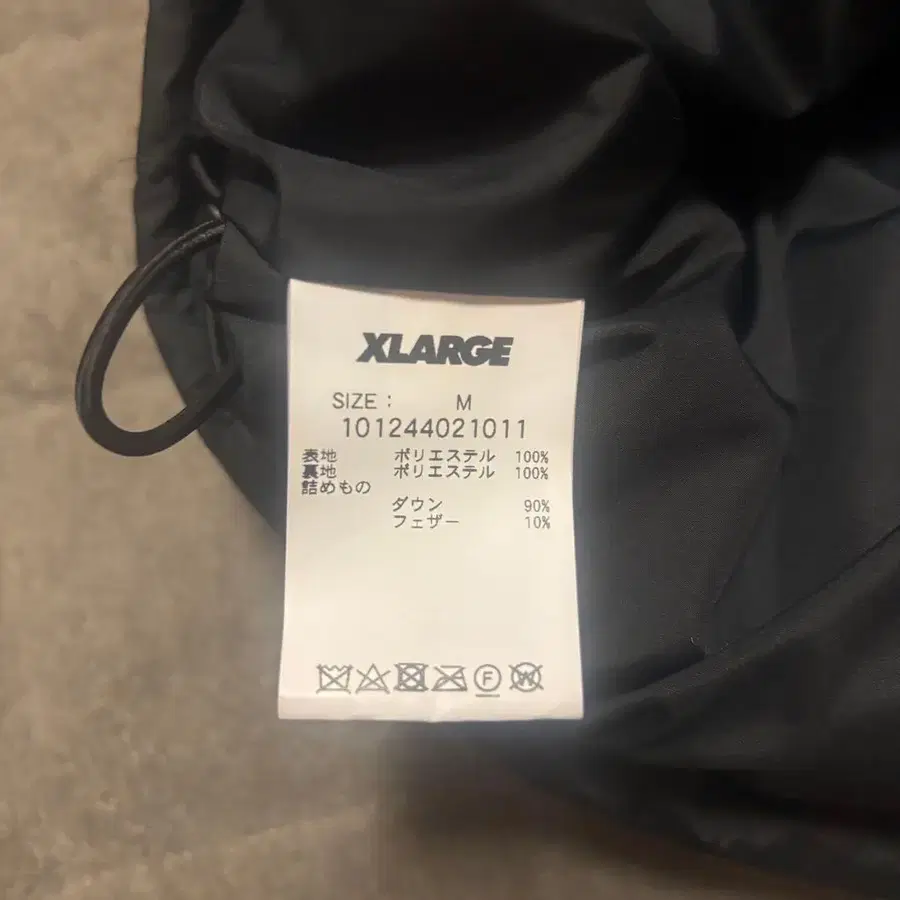 XLARGE
SIZE: M
101244021011
表地 ポリエステル 100%
裏地 ポリエステル 100%
詰めもの
ダウン 90%
フェザー 10%
F W